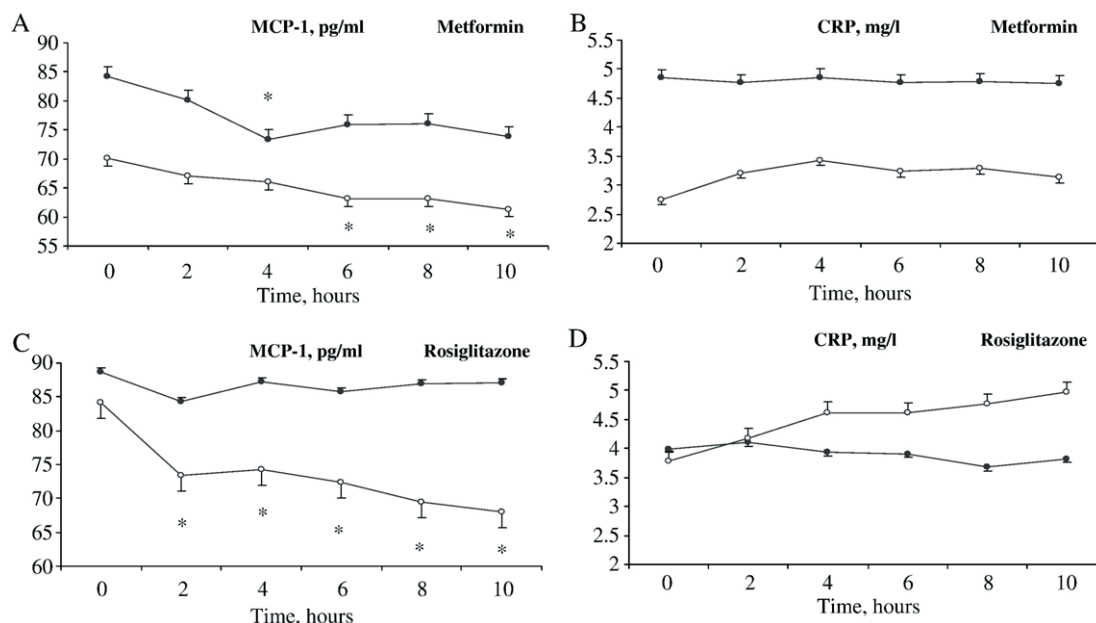 A
MCP-1, pg/ml Metformin
90
85
80
75
70
65
60
55
*
* * *
0 2 4 6 8 10
Time, hours
B
CRP, mg/l Metformin
5.5
5
4.5
4
3.5
3
2.5
2
0 2 4 6 8 10
Time, hours
C
MCP-1, pg/ml Rosiglitazone
90
85
80
75
70
65
60
* * * * *
0 2 4 6 8 10
Time, hours
D
CRP, mg/l Rosiglitazone
5.5
5
4.5
4
3.5
3
2.5
2
0 2 4 6 8 10
Time, hours